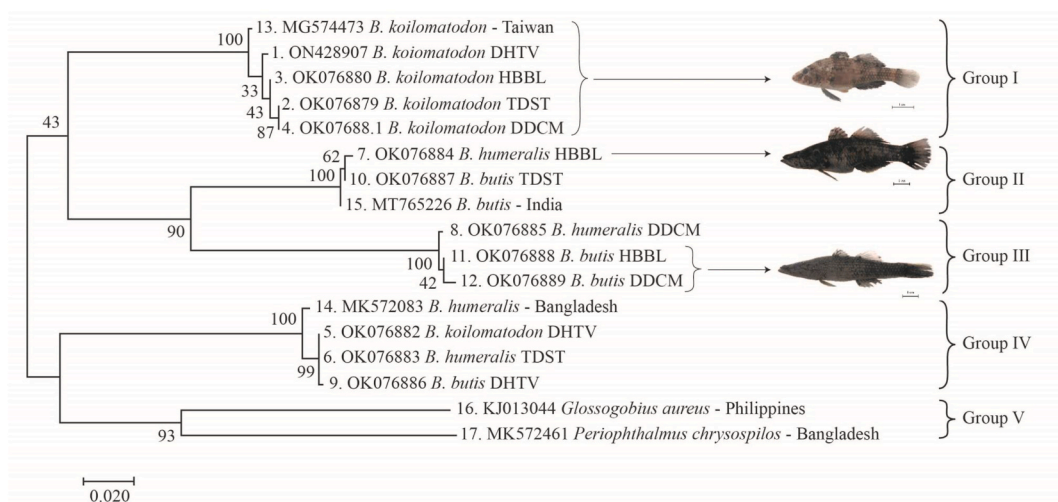 13. MG574473 B. koilomatodon - Taiwan
100
1. ON428907 B. koiomatodon DHTV
3. OK076880 B. koilomatodon HBBL
33
2. OK076879 B. koilomatodon TDST
43
4. OK07688.1 B. koilomatodon DDCM
87
Group I
43
62
7. OK076884 B. humeralis HBBL
100
10. OK076887 B. butis TDST
15. MT765226 B. butis - India
Group II
90
8. OK076885 B. humeralis DDCM
11. OK076888 B. butis HBBL
100
12. OK076889 B. butis DDCM
42
Group III
14. MK572083 B. humeralis - Bangladesh
100
5. OK076882 B. koilomatodon DHTV
6. OK076883 B. humeralis TDST
99
9. OK076886 B. butis DHTV
Group IV
16. KJ013044 Glossogobius aureus - Philippines
93
17. MK572461 Periophthalmus chrysospilos - Bangladesh
Group V
0.020